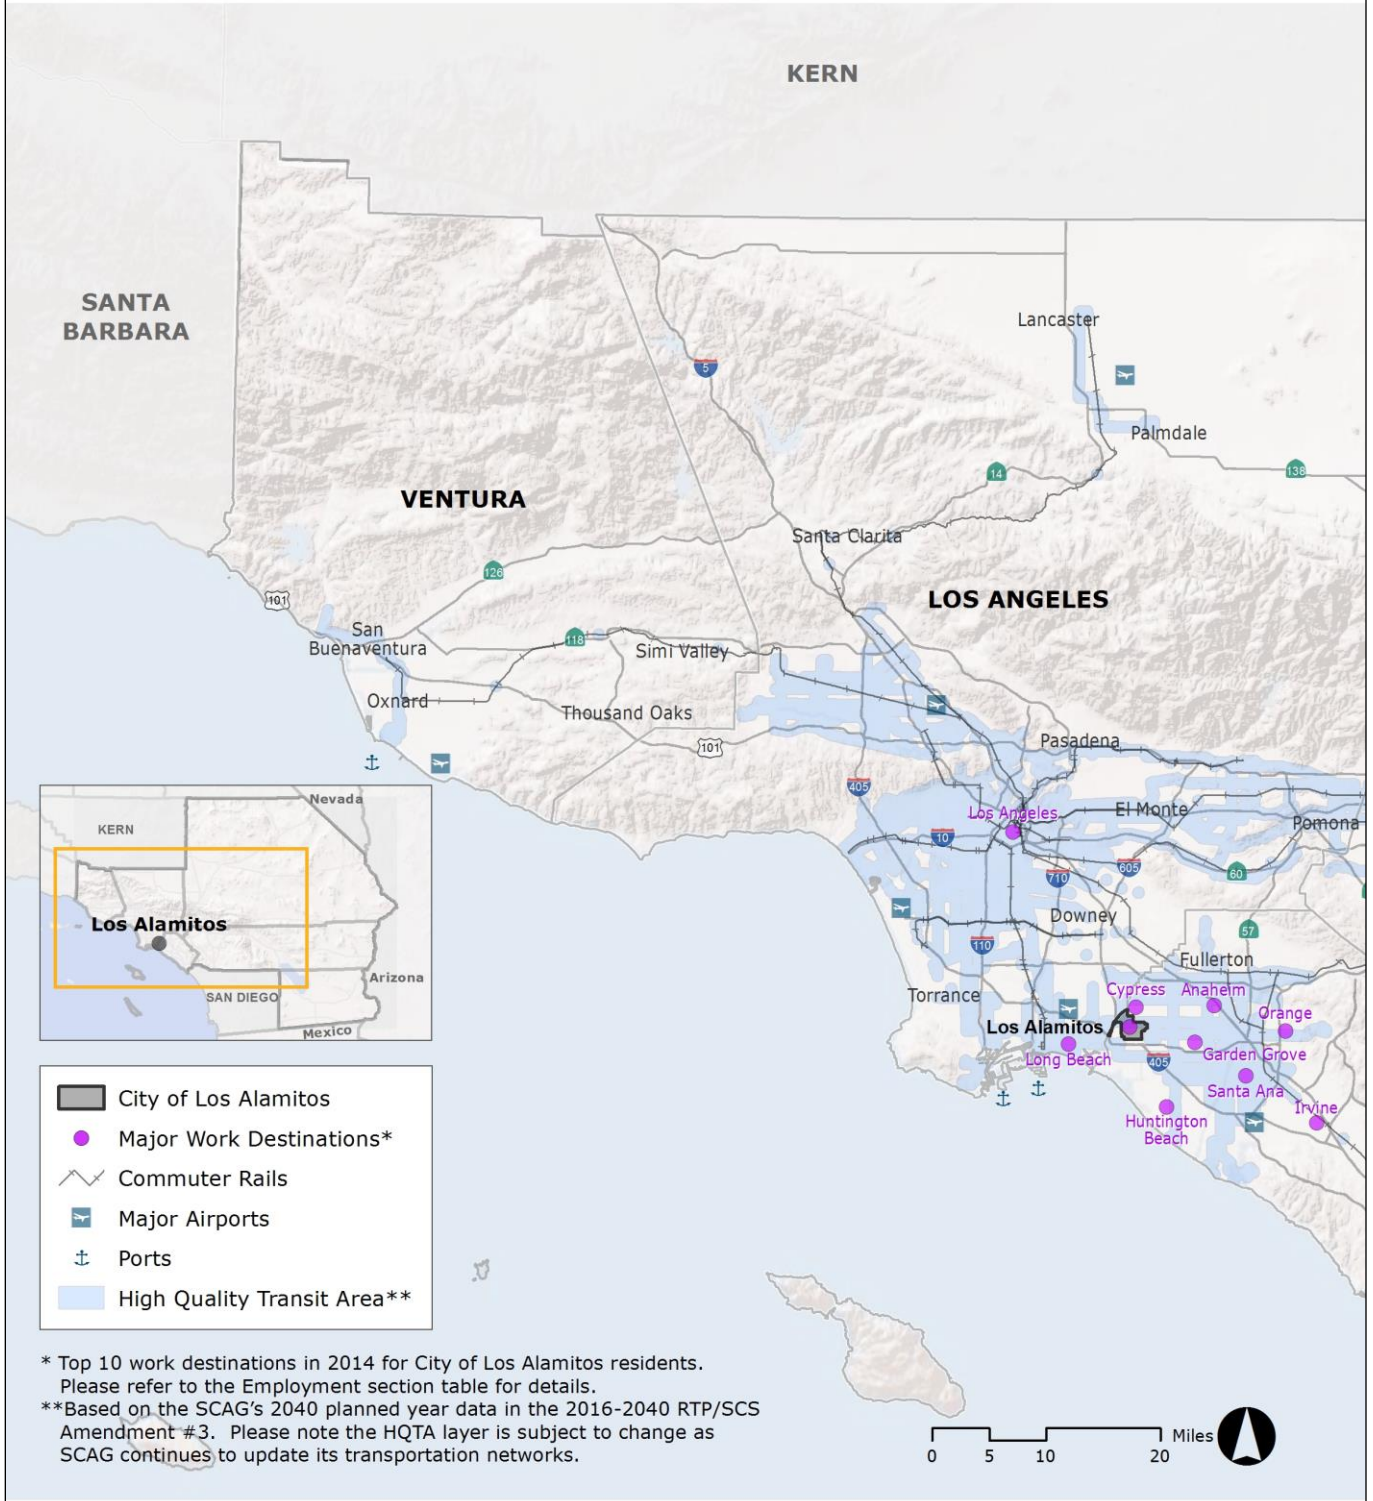 KERN
SANTA
BARBARA
Lancaster
5
Palmdale
14
138
VENTURA
Santa Clarita
126
LOS ANGELES
101
San
Buenaventura
118
Simi Valley
Oxnard
Thousand Oaks
101
Pasadena
405
Los Angeles
El Monte
10
Pomona
710
605
60
Downey
110
57
Fullerton
Torrance
Cypress
Anaheim
Orange
Los Alamitos
Long Beach
405
Garden Grove
Santa Ana
Huntington
Beach
Irvine
Nevada
KERN
Los Alamitos
Arizona
SAN DIEGO
Mexico
City of Los Alamitos
Major Work Destinations*
Commuter Rails
Major Airports
Ports
High Quality Transit Area**
* Top 10 work destinations in 2014 for City of Los Alamitos residents.
Please refer to the Employment section table for details.
**Based on the SCAG's 2040 planned year data in the 2016-2040 RTP/SCS
Amendment #3. Please note the HQTA layer is subject to change as
SCAG continues to update its transportation networks.
0 5 10 20 Miles